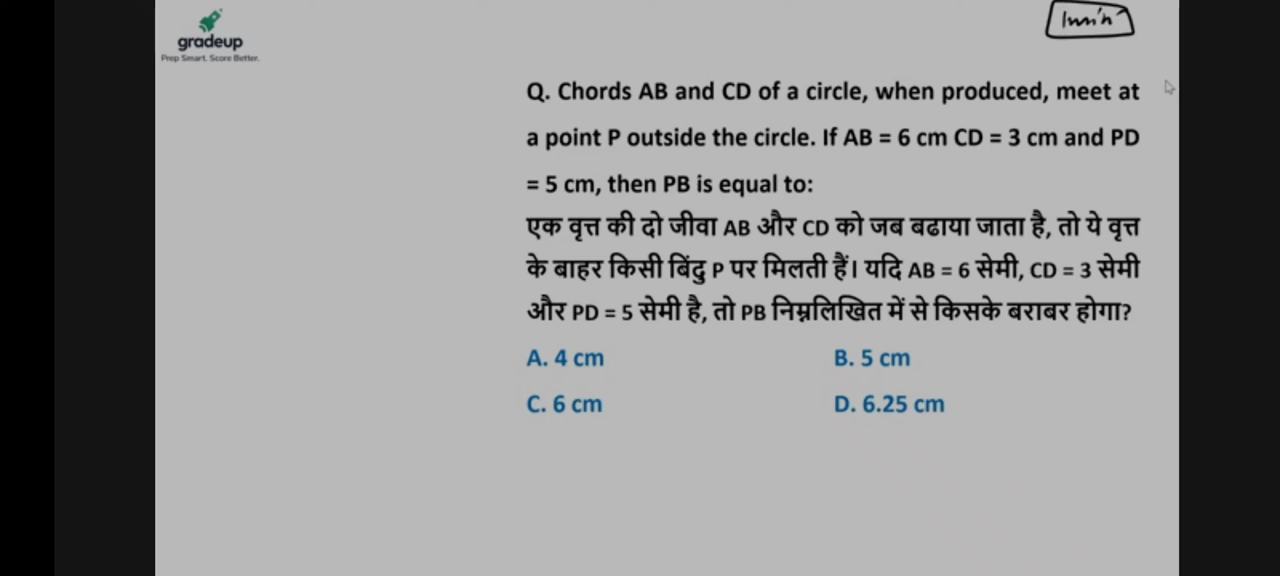 gradeup
Prep Smart. Score Better.
1min
Q. Chords AB and CD of a circle, when produced, meet at
a point P outside the circle. If AB = 6 cm CD = 3 cm and PD
= 5 cm, then PB is equal to:
एक वृत्त की दो जीवा AB और CD को जब बढाया जाता है, तो ये वृत्त
के बाहर किसी बिंदु P पर मिलती हैं। यदि AB = 6 सेमी, CD = 3 सेमी
और PD = 5 सेमी है, तो PB निम्नलिखित में से किसके बराबर होगा?
A. 4 cm B. 5 cm
C. 6 cm D. 6.25 cm